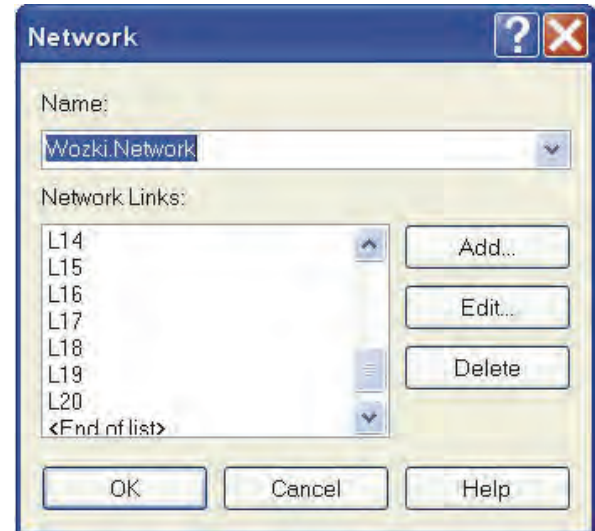 Network
Name:
Wozki.Network
Network Links:
L14
L15
L16
L17
L18
L19
L20
<End of list>
Add...
Edit...
Delete
OK Cancel Help